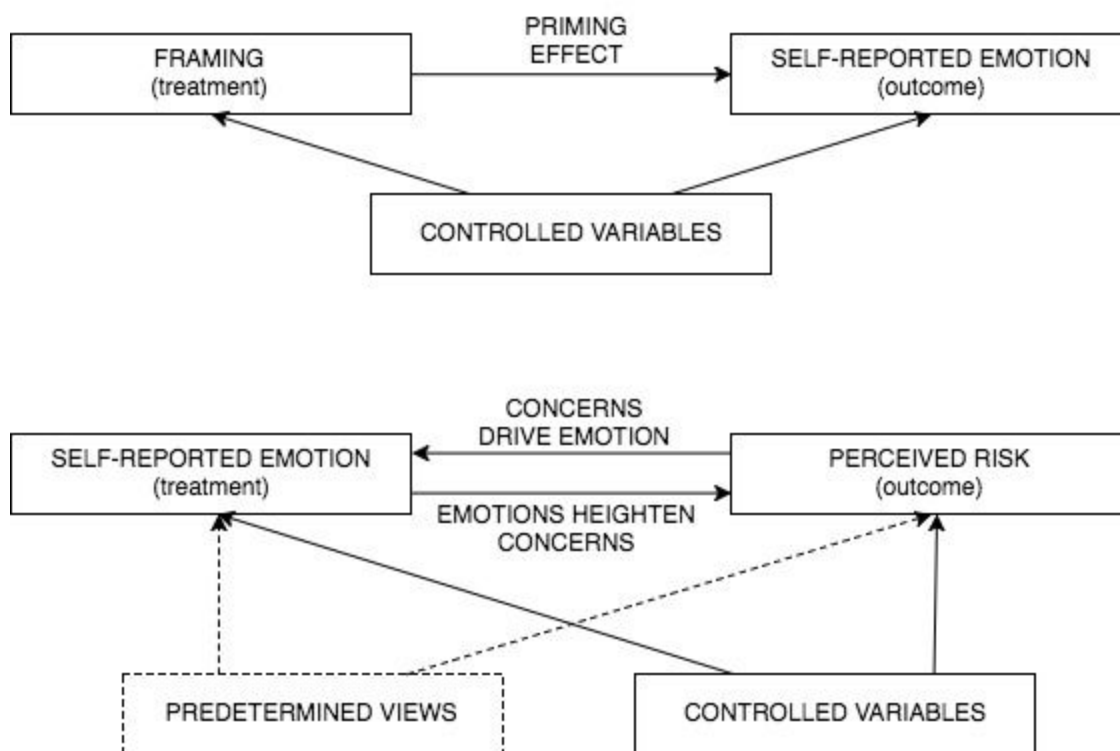 PRIMING
EFFECT
FRAMING
(treatment)
SELF-REPORTED EMOTION
(outcome)
CONTROLLED VARIABLES
CONCERNS
DRIVE EMOTION
SELF-REPORTED EMOTION
(treatment)
PERCEIVED RISK
(outcome)
EMOTIONS HEIGHTEN
CONCERNS
PREDETERMINED VIEWS
CONTROLLED VARIABLES